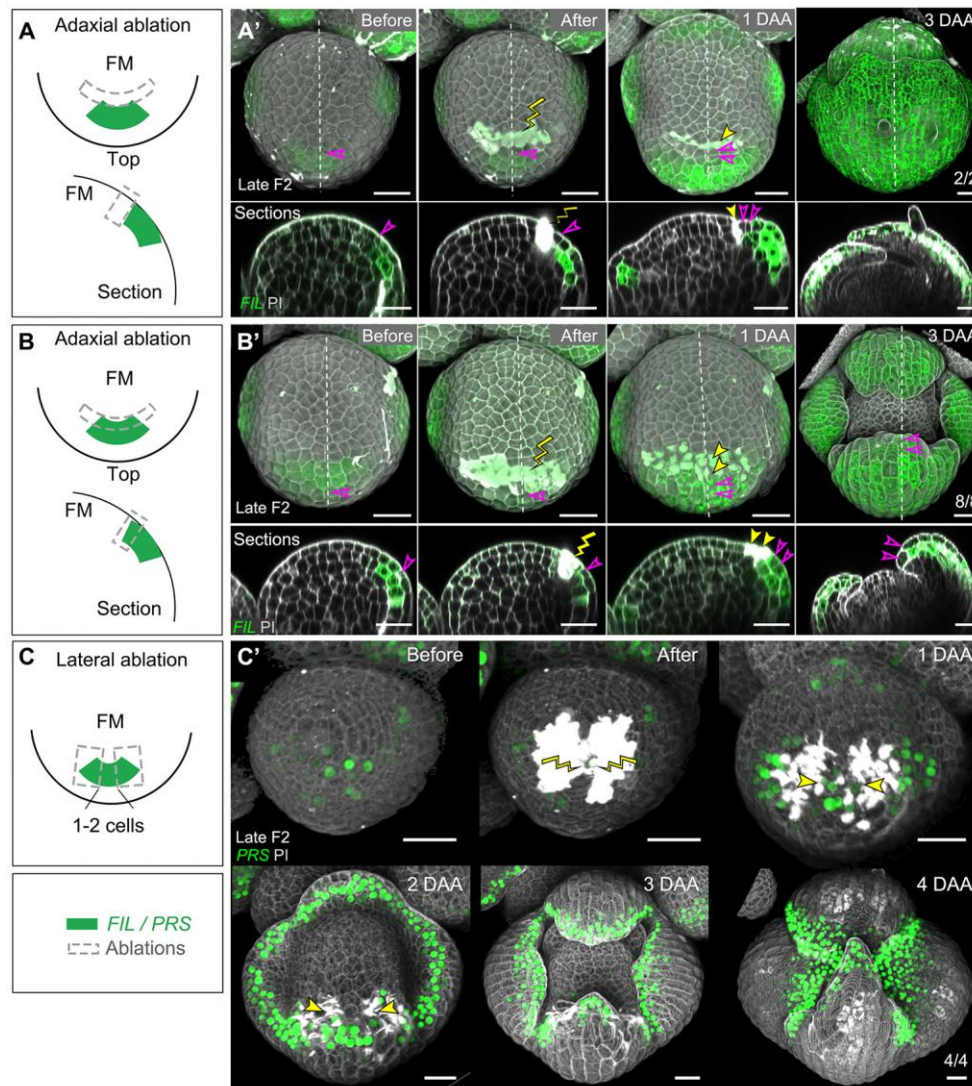 A
Adaxial ablation
FM
Top
FM
Section
A’
Before
After
1 DAA
3 DAA
Late F2
2/2
Sections
FIL PI
B
Adaxial ablation
FM
Top
FM
Section
B’
Before
After
1 DAA
3 DAA
Late F2
8/8
Sections
FIL PI
C
Lateral ablation
FM
1-2 cells
FIL / PRS
Ablations
C’
Before
After
1 DAA
Late F2
PRS PI
2 DAA
3 DAA
4 DAA
4/4